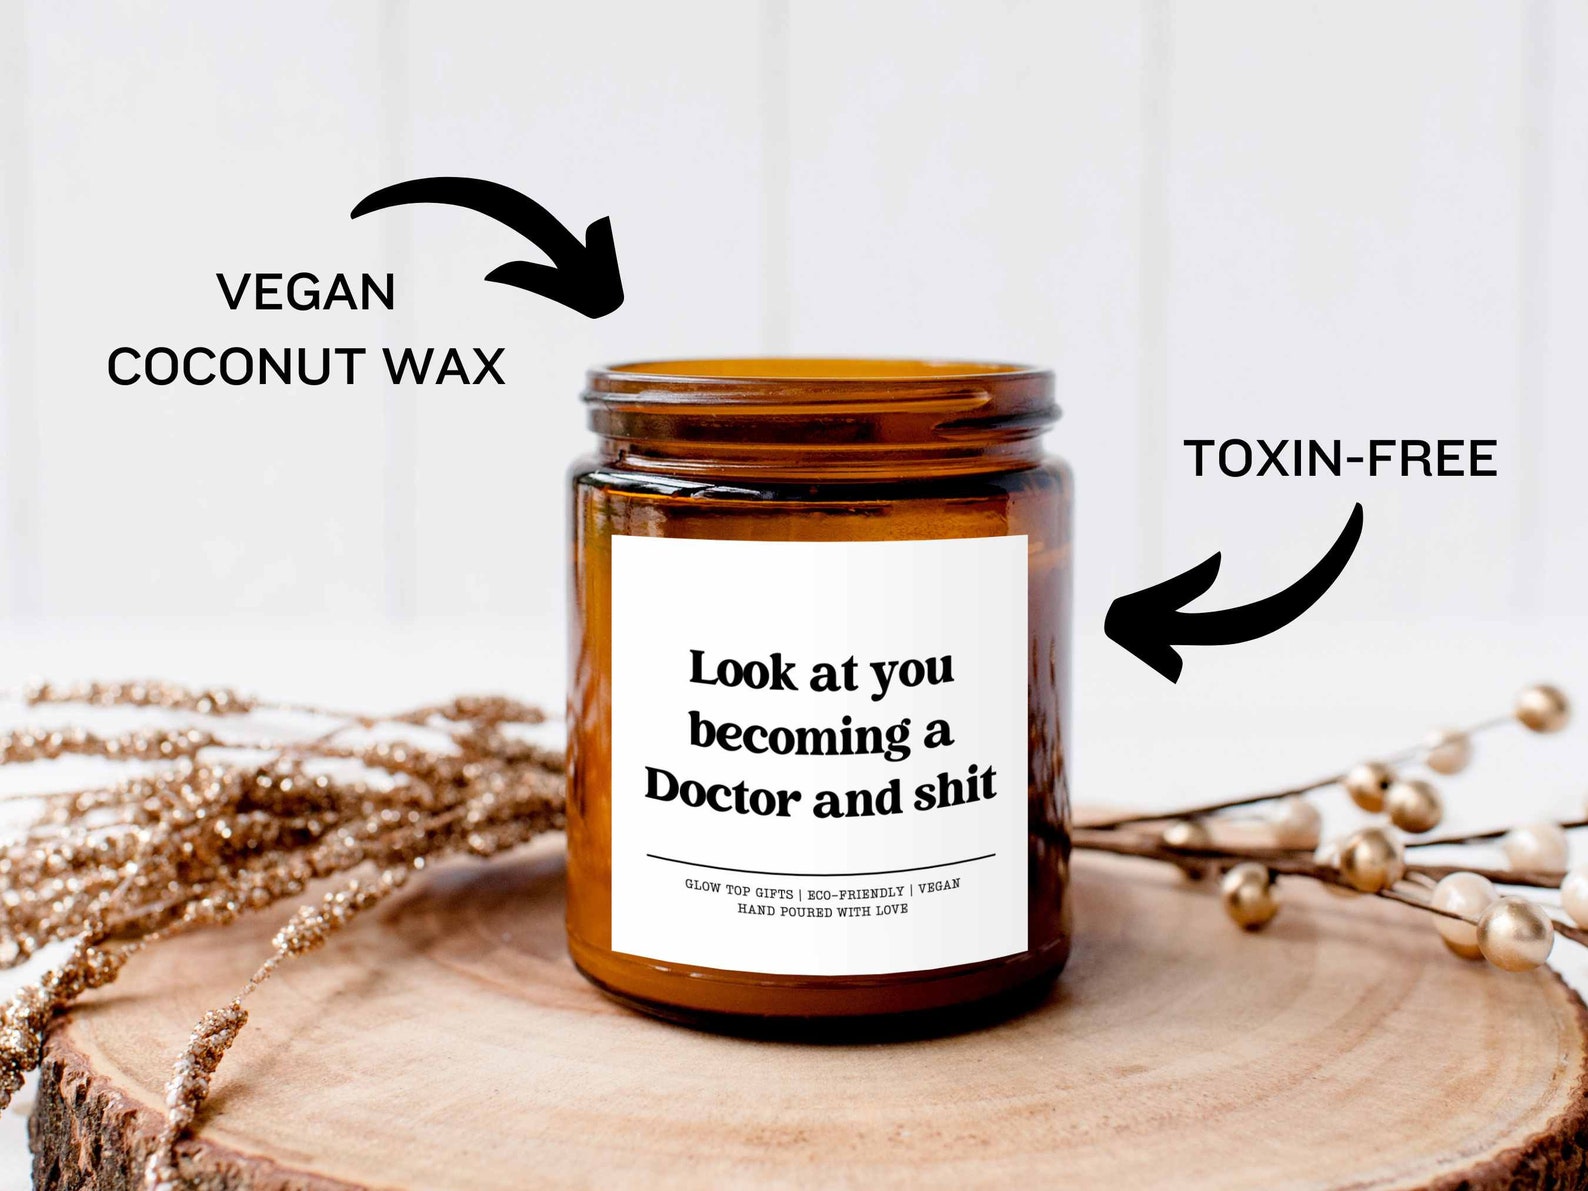 VEGAN
COCONUT WAX
TOXIN-FREE
Look at you
becoming a
Doctor and shit
GLOW TOP GIFTS | ECO-FRIENDLY | VEGAN
HAND POURED WITH LOVE